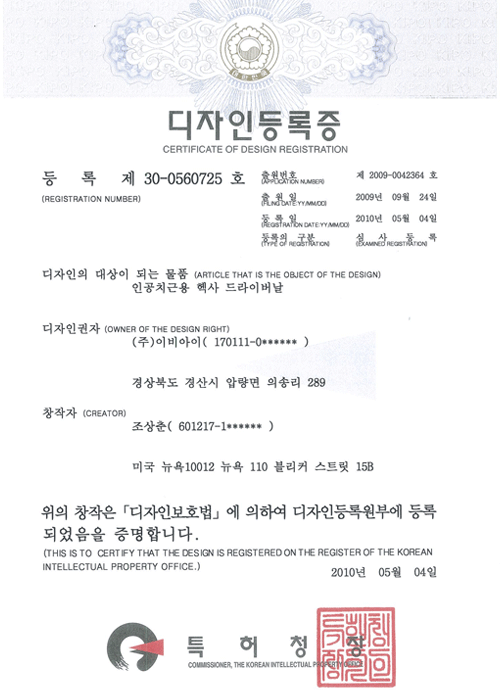 디자인등록증
CERTIFICATE OF DESIGN REGISTRATION
등 록 제 30-0560725 호
(REGISTRATION NUMBER)
출원번호 제 2009-0042364 호
(APPLICATION NUMBER)
출 원 일 2009년 09월 24일
(FILING DATE:YY/MM/DD)
등 록 일 2010년 05월 04일
(REGISTRATION DATE:YY/MM/DD)
등록의 구분 심 사 등 록
(TYPE OF REGISTRATION) (EXAMINED REGISTRATION)
디자인의 대상이 되는 물품 (ARTICLE THAT IS THE OBJECT OF THE DESIGN)
인공치근용 헥사 드라이버날
디자인권자 (OWNER OF THE DESIGN RIGHT)
(주)이비아이( 170111-0****** )
경상북도 경산시 압량면 의송리 289
창작자 (CREATOR)
조상춘( 601217-1****** )
미국 뉴욕10012 뉴욕 110 블리커 스트릿 15B
위의 창작은「디자인보호법」에 의하여 디자인등록원부에 등록
되었음을 증명합니다.
(THIS IS TO CERTIFY THAT THE DESIGN IS REGISTERED ON THE REGISTER OF THE KOREAN
INTELLECTUAL PROPERTY OFFICE.)
2010년 05월 04일
특 허 청 장
COMMISSIONER, THE KOREAN INTELLECTUAL PROPERTY OFFICE